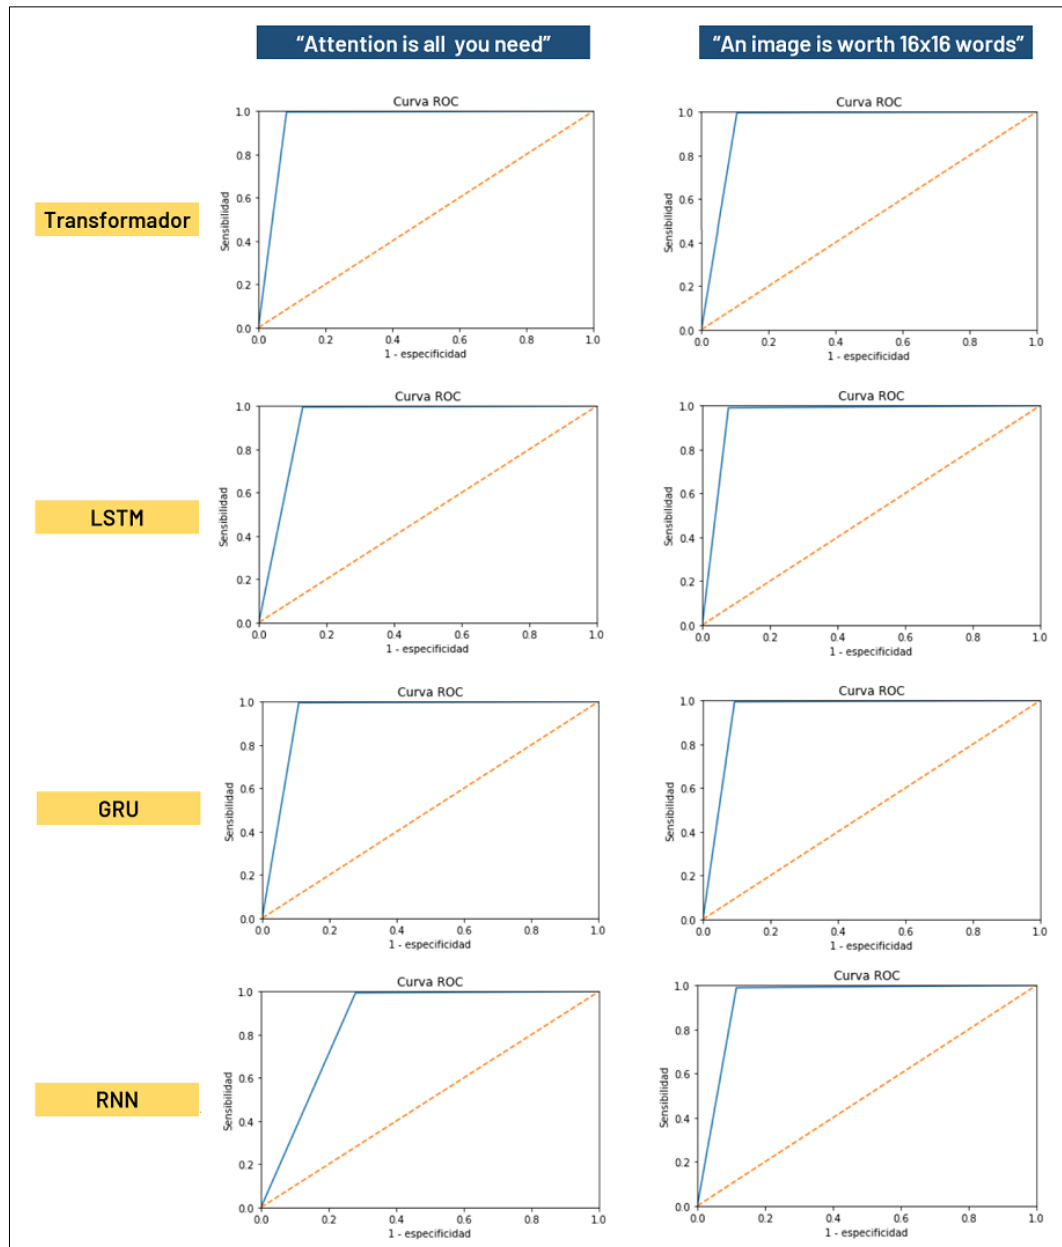 “Attention is all you need”
“An image is worth 16x16 words”
Transformador
Curva ROC
Sensibilidad
1.0
0.8
0.6
0.4
0.2
0.0
0.0 0.2 0.4 0.6 0.8 1.0
1 - especificidad
Curva ROC
Sensibilidad
1.0
0.8
0.6
0.4
0.2
0.0
0.0 0.2 0.4 0.6 0.8 1.0
1 - especificidad
LSTM
Curva ROC
Sensibilidad
1.0
0.8
0.6
0.4
0.2
0.0
0.0 0.2 0.4 0.6 0.8 1.0
1 - especificidad
Curva ROC
Sensibilidad
1.0
0.8
0.6
0.4
0.2
0.0
0.0 0.2 0.4 0.6 0.8 1.0
1 - especificidad
GRU
Curva ROC
Sensibilidad
1.0
0.8
0.6
0.4
0.2
0.0
0.0 0.2 0.4 0.6 0.8 1.0
1 - especificidad
Curva ROC
Sensibilidad
1.0
0.8
0.6
0.4
0.2
0.0
0.0 0.2 0.4 0.6 0.8 1.0
1 - especificidad
RNN
Curva ROC
Sensibilidad
1.0
0.8
0.6
0.4
0.2
0.0
0.0 0.2 0.4 0.6 0.8 1.0
1 - especificidad
Curva ROC
Sensibilidad
1.0
0.8
0.6
0.4
0.2
0.0
0.0 0.2 0.4 0.6 0.8 1.0
1 - especificidad